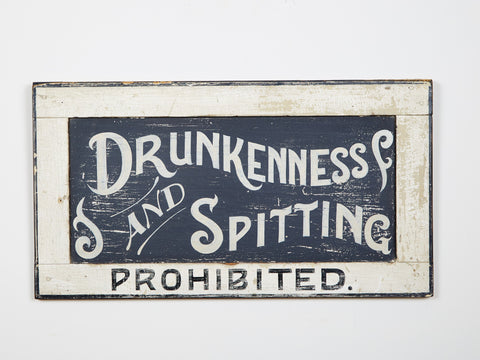 DRUNKENNESS
AND SPITTING
PROHIBITED.